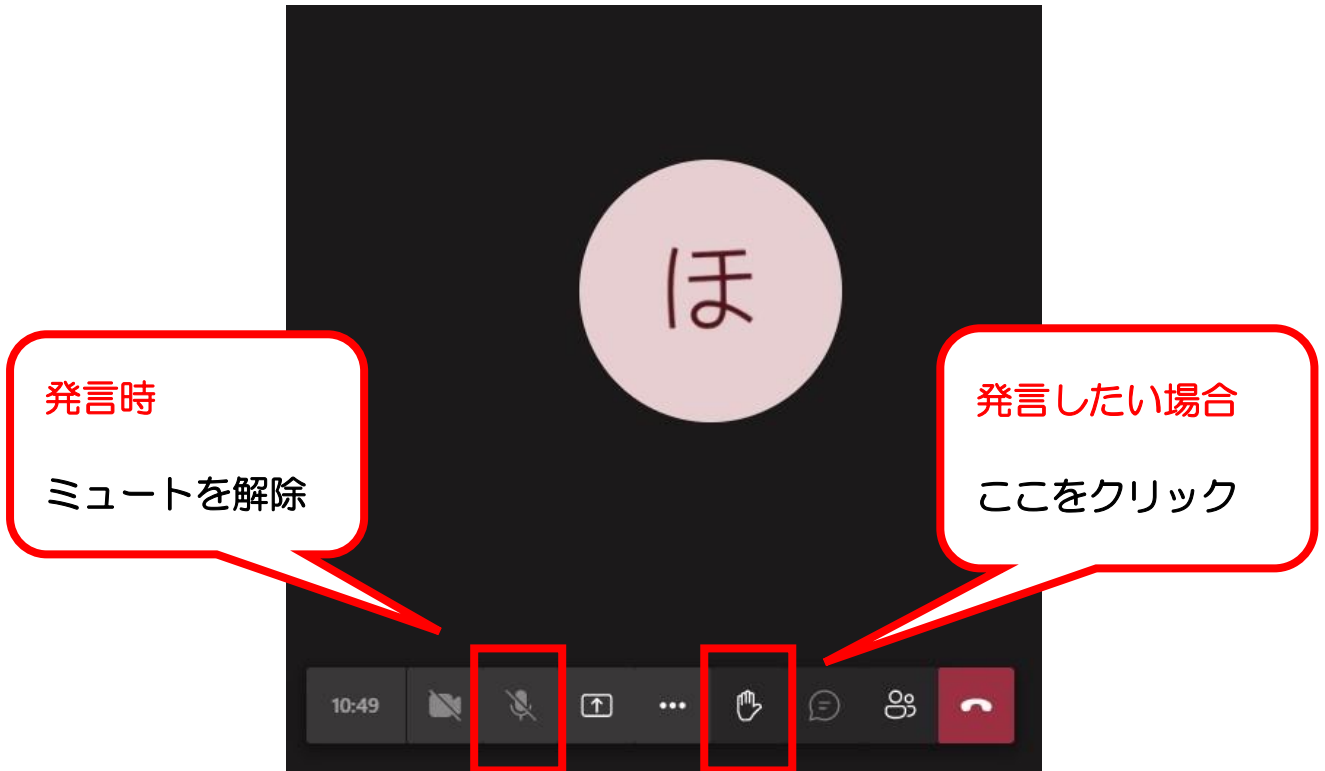 ほ
発言時
ミュートを解除
発言したい場合
ここをクリック
10:49